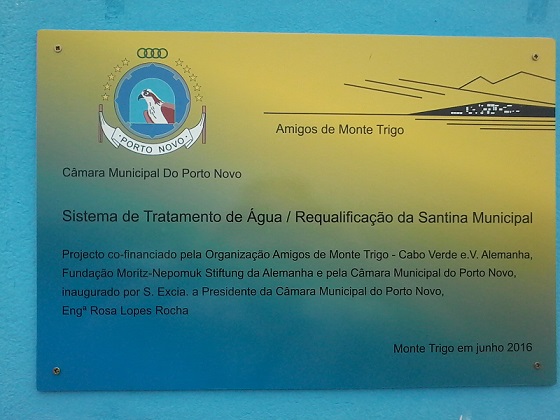 PORTO NOVO
Amigos de Monte Trigo
Câmara Municipal Do Porto Novo
Sistema de Tratamento de Água / Requalificação da Santina Municipal
Projecto co-financiado pela Organização Amigos de Monte Trigo - Cabo Verde e.V. Alemanha,
Fundação Moritz-Nepomuk Stiftung da Alemanha e pela Câmara Municipal do Porto Novo,
inaugurado por S. Excia. a Presidente da Câmara Municipal do Porto Novo,
Engª Rosa Lopes Rocha
Monte Trigo em junho 2016